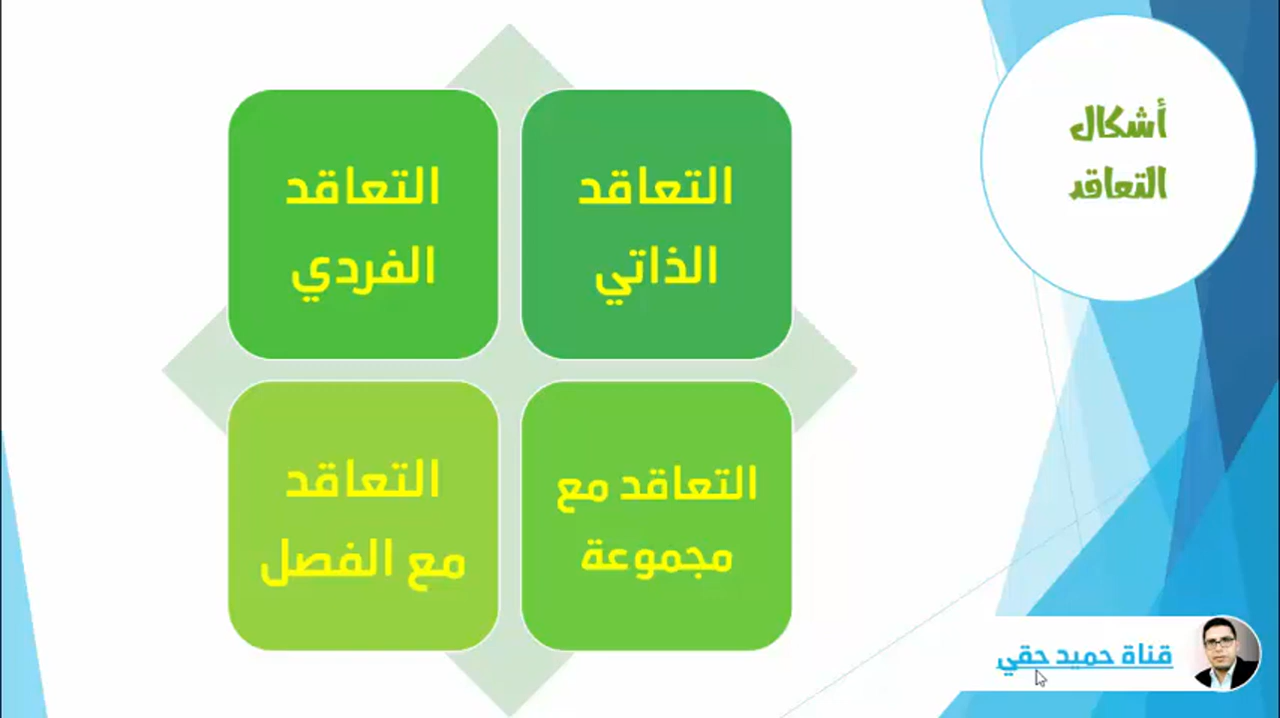 أشكال
التعاقد
التعاقد
الذاتي
التعاقد
الفردي
التعاقد مع
مجموعة
التعاقد
مع الفصل
قناة حميد حقي